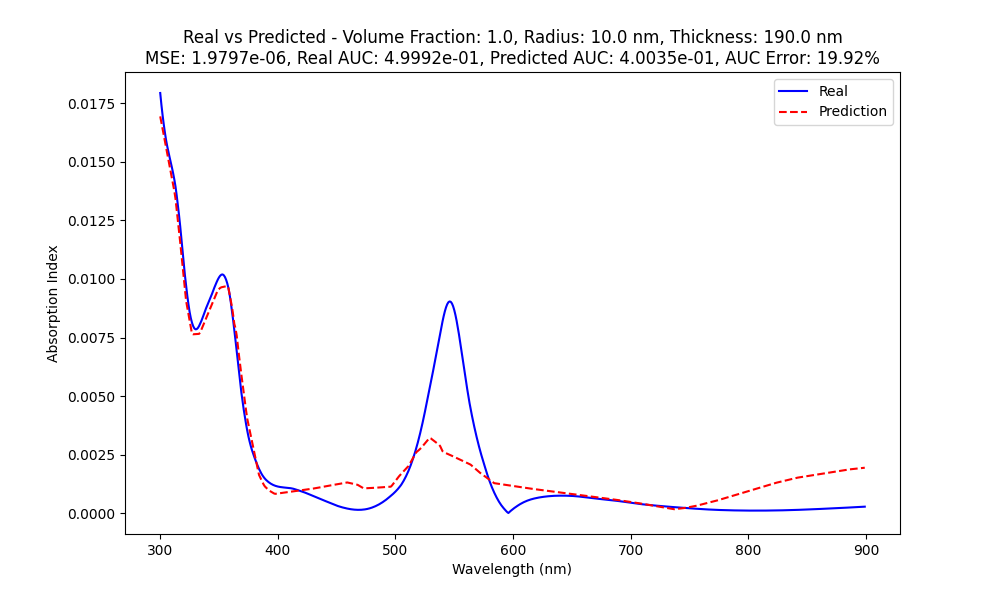 Real vs Predicted - Volume Fraction: 1.0, Radius: 10.0 nm, Thickness: 190.0 nm
MSE: 1.9797e-06, Real AUC: 4.9992e-01, Predicted AUC: 4.0035e-01, AUC Error: 19.92%
Real
Prediction
Absorption Index
0.0175
0.0150
0.0125
0.0100
0.0075
0.0050
0.0025
0.0000
300 400 500 600 700 800 900
Wavelength (nm)